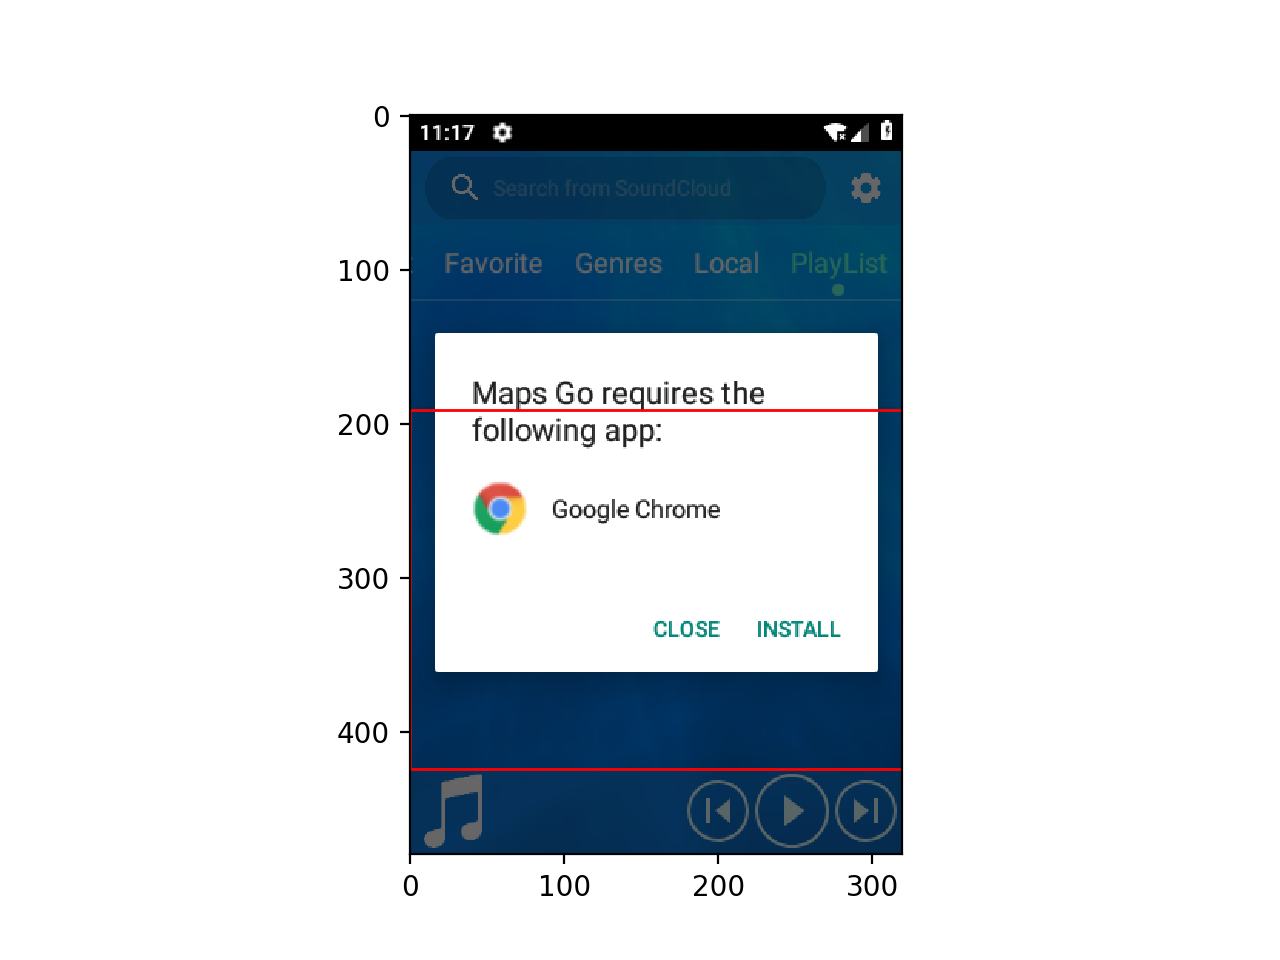 0
100
200
300
400
11:17
Search from SoundCloud
Favorite Genres Local PlayList
Maps Go requires the
following app:
Google Chrome
CLOSE INSTALL
0 100 200 300